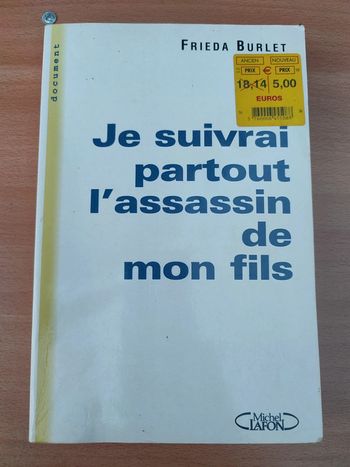 document
FRIEDA BURLET
ANCIEN NOUVEAU
PRIX € PRIX
18,14 5,00
EUROS
Je suivrai
partout
l'assassin
de
mon fils
Michel
LAFON